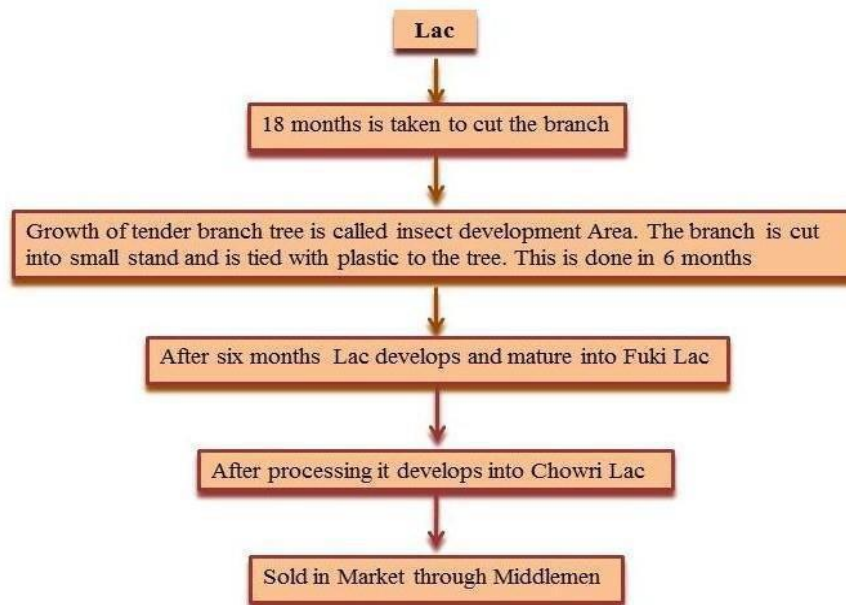 Lac
18 months is taken to cut the branch
Growth of tender branch tree is called insect development Area. The branch is cut
into small stand and is tied with plastic to the tree. This is done in 6 months
After six months Lac develops and mature into Fuki Lac
After processing it develops into Chowri Lac
Sold in Market through Middlemen